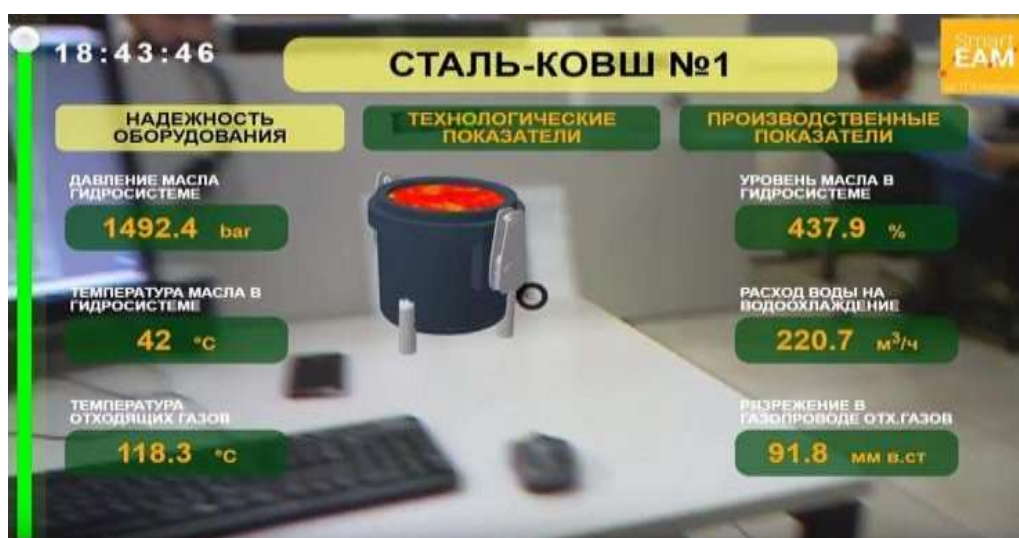 18:43:46
СТАЛЬ-КОВШ №1
Smart
EAM
НАДЕЖНОСТЬ
ОБОРУДОВАНИЯ
ТЕХНОЛОГИЧЕСКИЕ
ПОКАЗАТЕЛИ
ПРОИЗВОДСТВЕННЫЕ
ПОКАЗАТЕЛИ
ДАВЛЕНИЕ МАСЛА
ГИДРОСИСТЕМЕ
1492.4 bar
УРОВЕНЬ МАСЛА В
ГИДРОСИСТЕМЕ
437.9 %
ТЕМПЕРАТУРА МАСЛА В
ГИДРОСИСТЕМЕ
42 °C
РАСХОД ВОДЫ НА
ВОДООХЛАЖДЕНИЕ
220.7 м³/ч
ТЕМПЕРАТУРА
ОТХОДЯЩИХ ГАЗОВ
118.3 °C
РЯЗРЕЖЕНИЕ В
ГАЗОПРОВОДЕ ОТХ.ГАЗОВ
91.8 мм в.ст